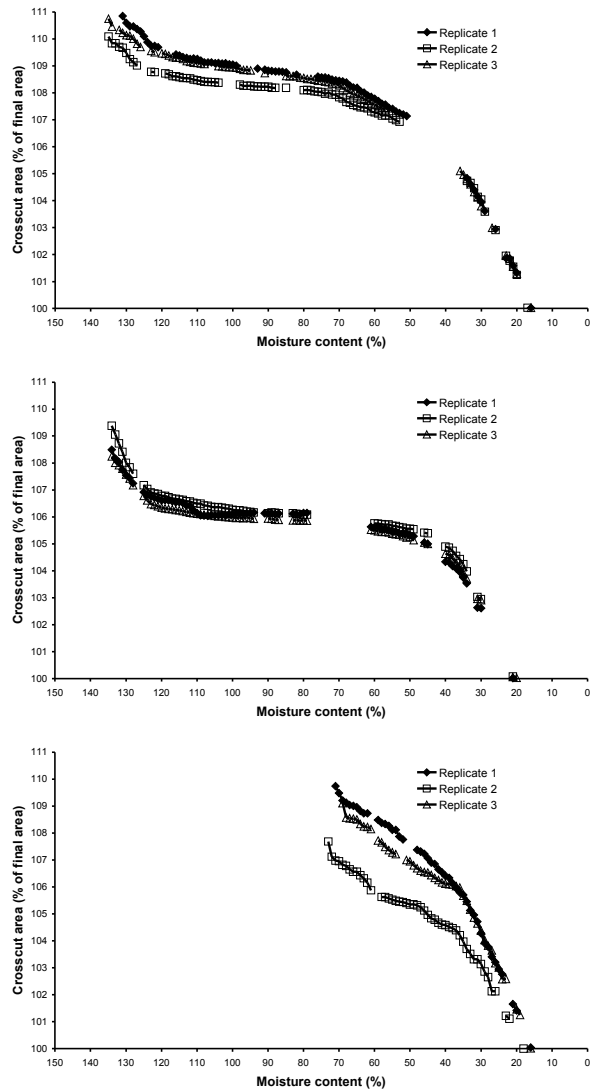 111
110
109
108
107
106
105
104
103
102
101
100
Crosscut area (% of final area)
Replicate 1
Replicate 2
Replicate 3
150 140 130 120 110 100 90 80 70 60 50 40 30 20 10 0
Moisture content (%)
111
110
109
108
107
106
105
104
103
102
101
100
Crosscut area (% of final area)
Replicate 1
Replicate 2
Replicate 3
150 140 130 120 110 100 90 80 70 60 50 40 30 20 10 0
Moisture content (%)
111
110
109
108
107
106
105
104
103
102
101
100
Crosscut area (% of final area)
Replicate 1
Replicate 2
Replicate 3
150 140 130 120 110 100 90 80 70 60 50 40 30 20 10 0
Moisture content (%)